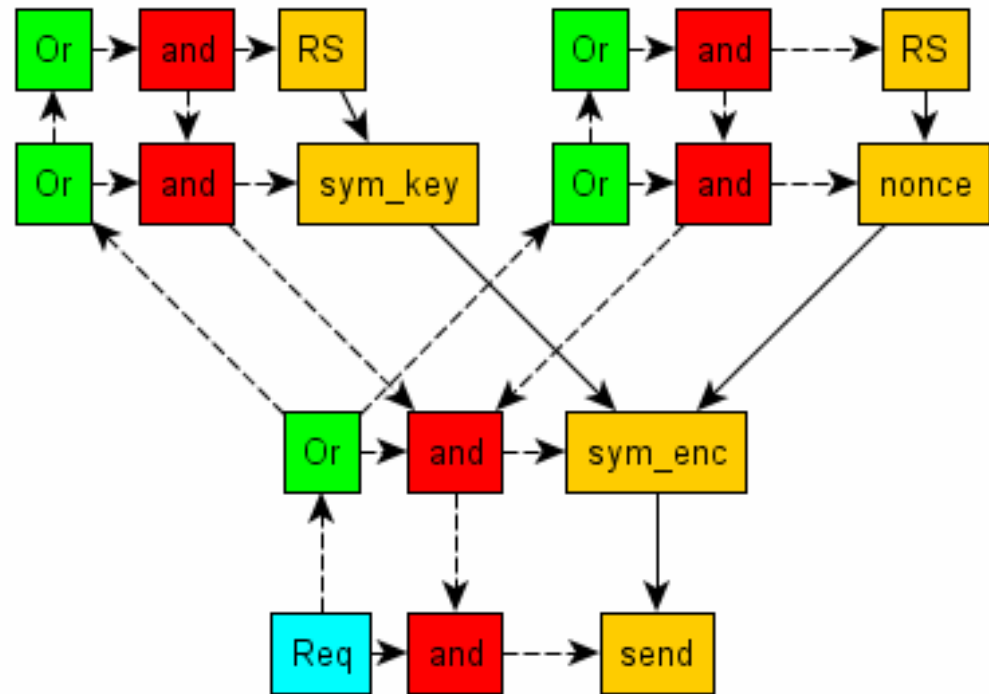 Or and RS Or and RS
Or and sym_key Or and nonce
Or and sym_enc
Req and send